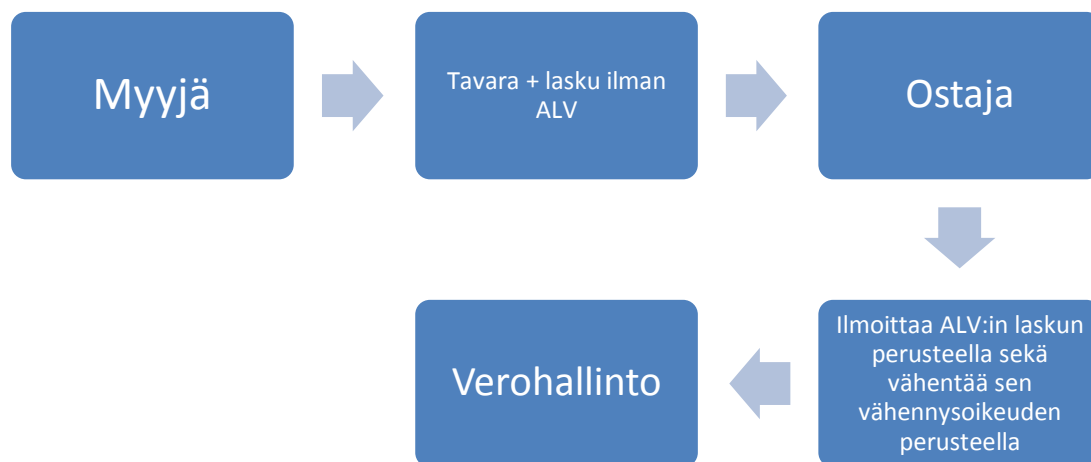 Myyjä
Tavara + lasku ilman
ALV
Ostaja
Ilmoittaa ALV:in laskun
perusteella sekä
vähentää sen
vähennysoikeuden
perusteella
Verohallinto